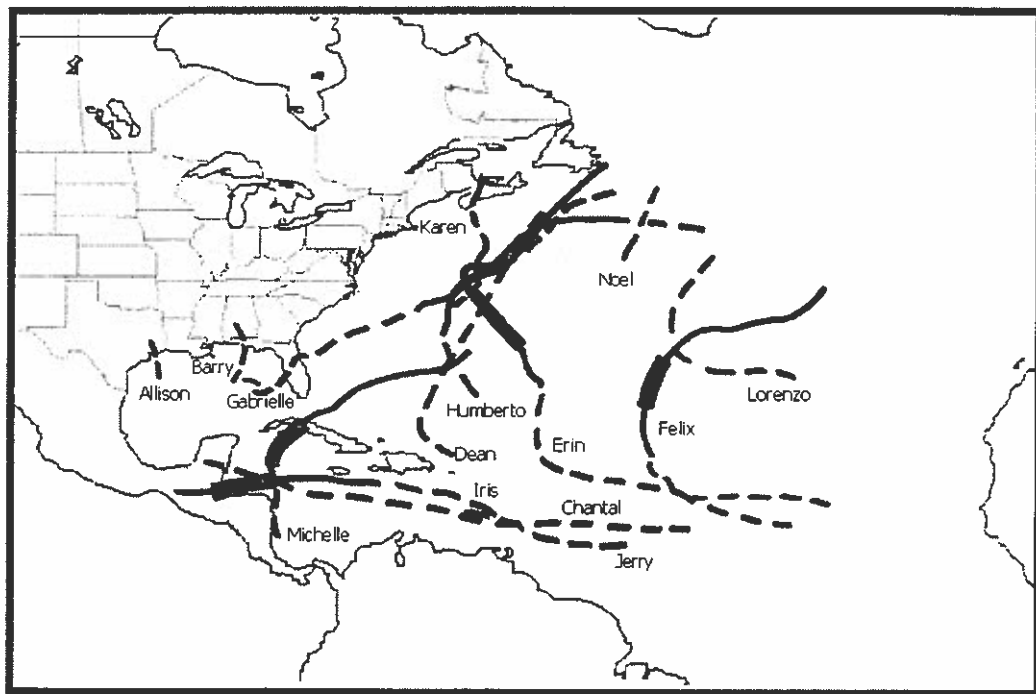 Karen
Noel
Barry
Allison
Gabrielle
Humberto
Lorenzo
Felix
Dean
Erin
Iris
Chantal
Michelle
Jerry